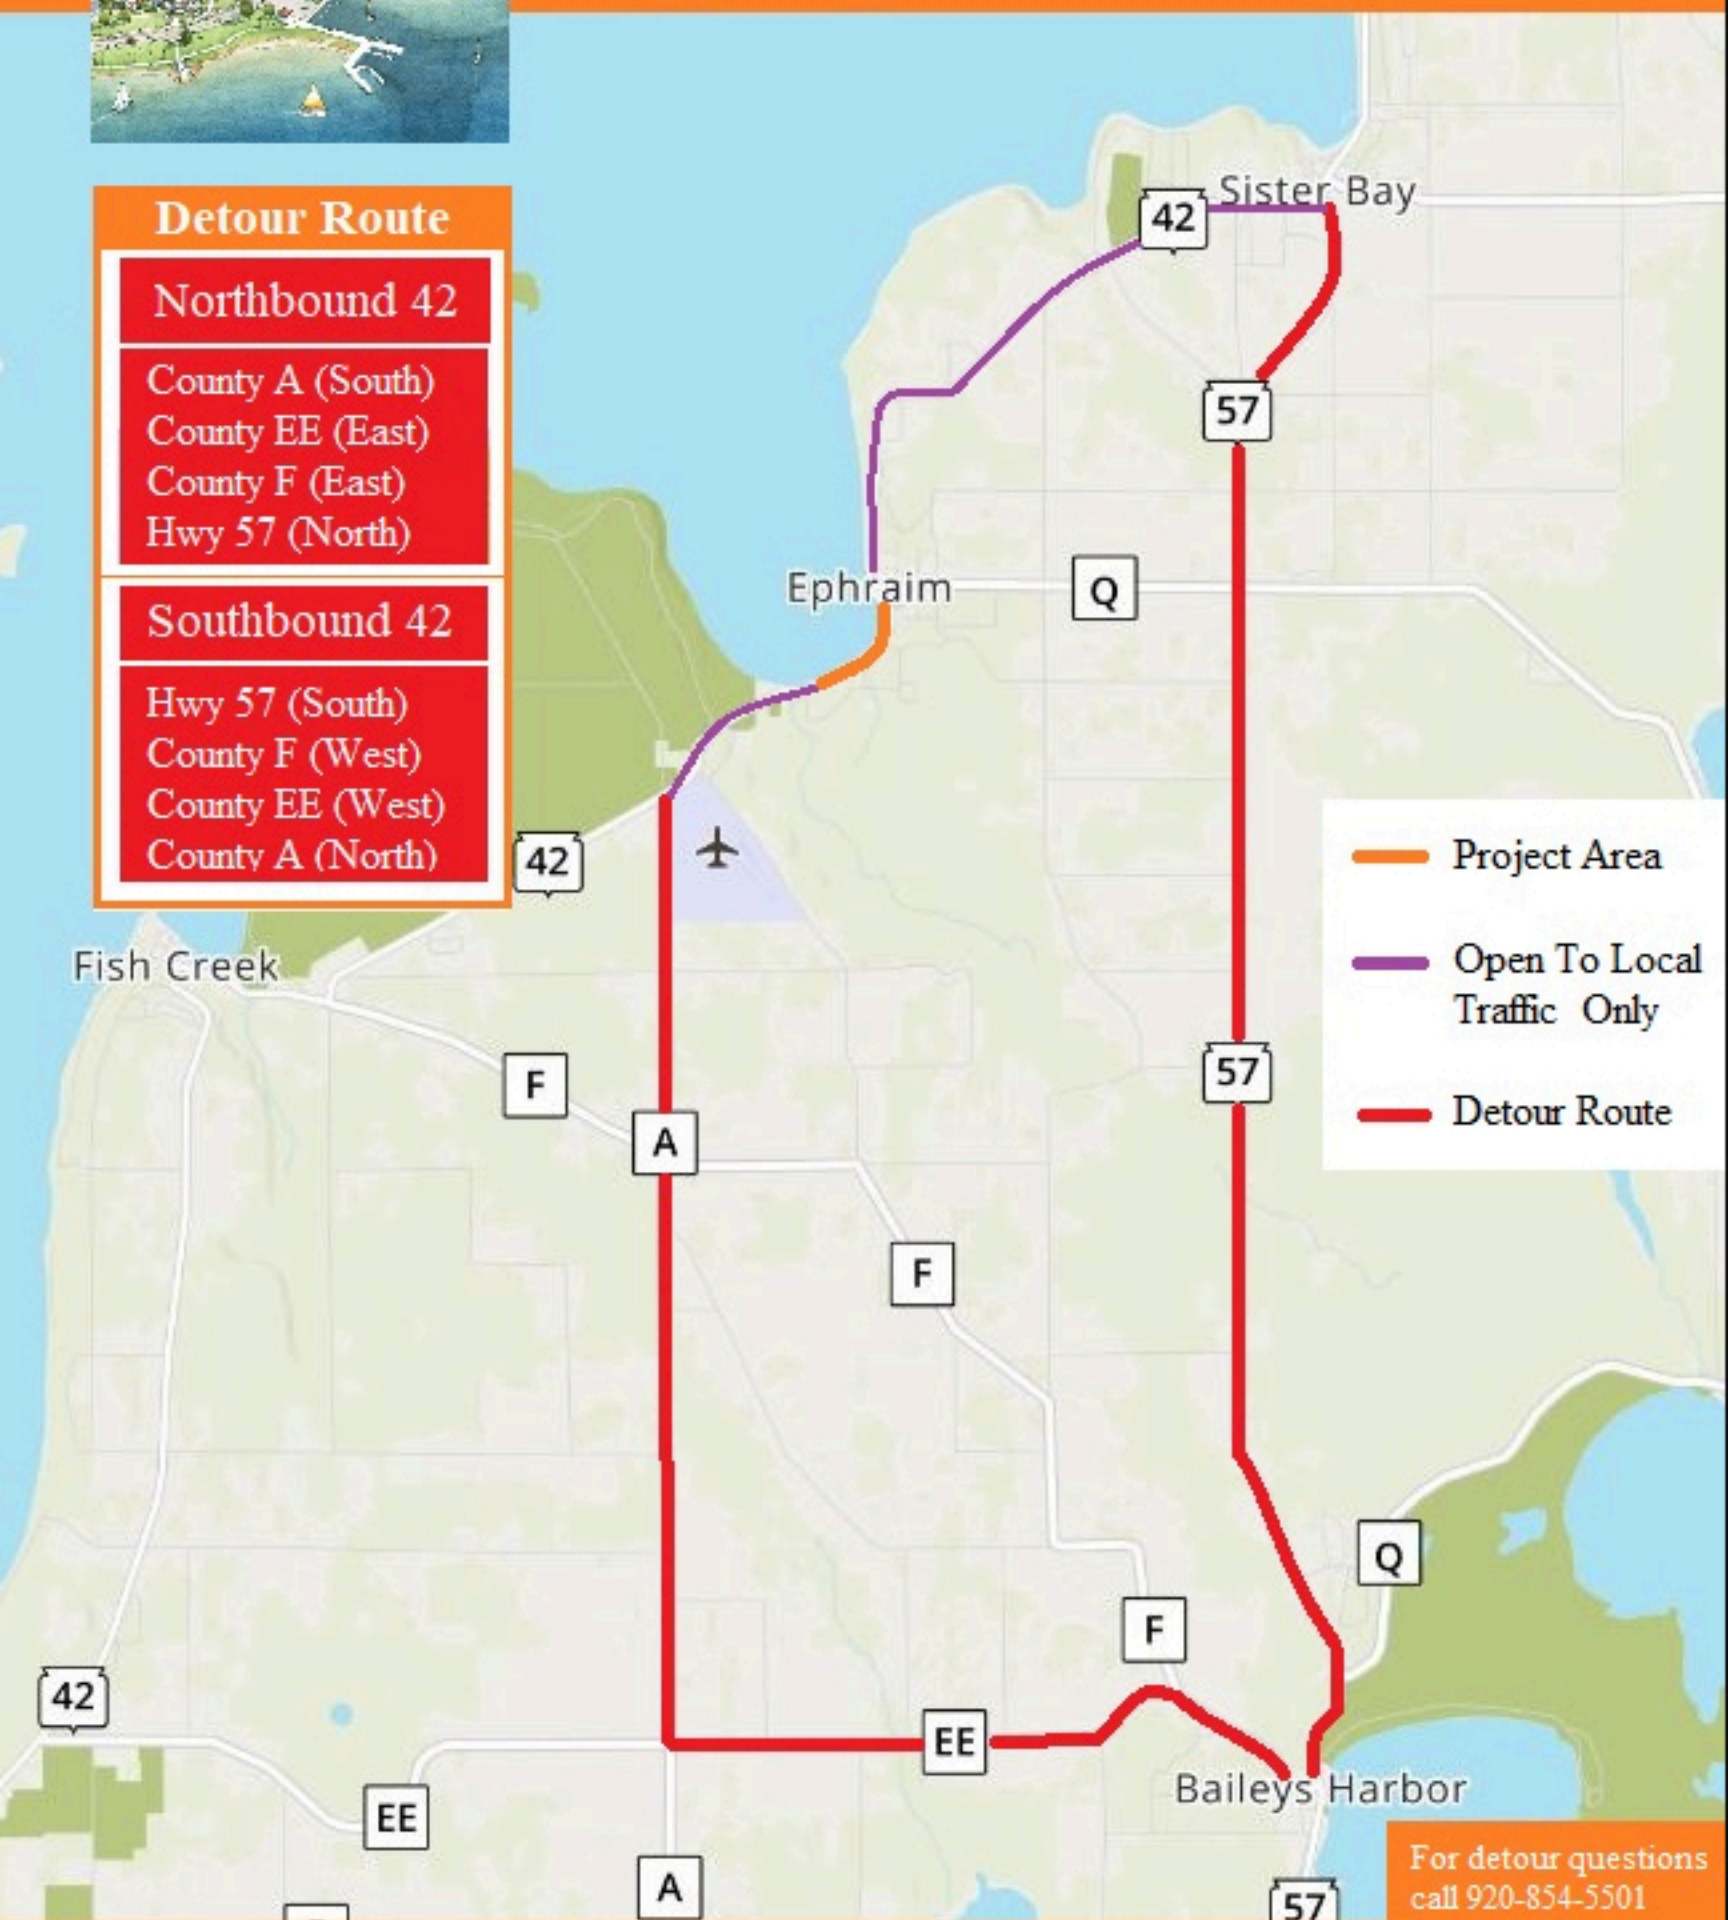 Detour Route
Northbound 42
County A (South)
County EE (East)
County F (East)
Hwy 57 (North)
Southbound 42
Hwy 57 (South)
County F (West)
County EE (West)
County A (North)
Sister Bay
42
57
Ephraim
Q
42
Fish Creek
F
A
57
F
Project Area
Open To Local
Traffic Only
Detour Route
Q
F
42
EE
Baileys Harbor
EE
A
57
For detour questions
call 920-854-5501